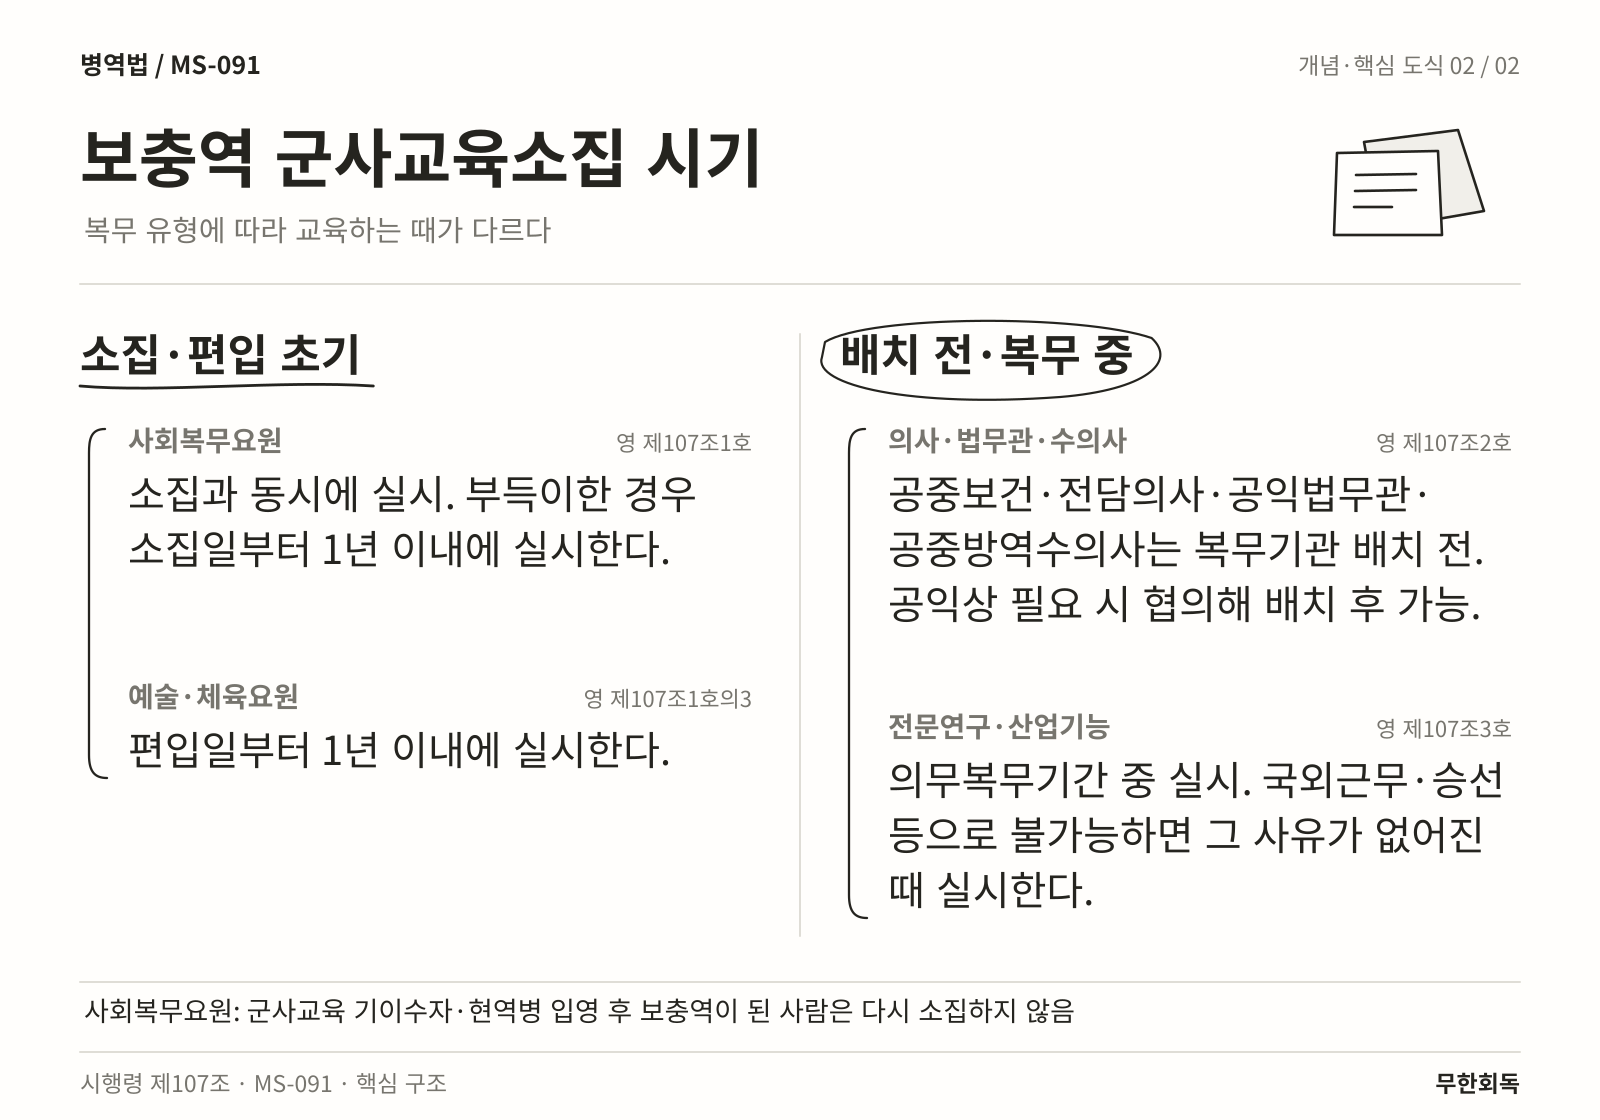 병역법 / MS-091
개념·핵심 도식 02 / 02
보충역 군사교육소집 시기
복무 유형에 따라 교육하는 때가 다르다
소집·편입 초기
사회복무요원
영 제107조1호
소집과 동시에 실시. 부득이한 경우
소집일부터 1년 이내에 실시한다.
예술·체육요원
영 제107조1호의3
편입일부터 1년 이내에 실시한다.
배치 전·복무 중
의사·법무관·수의사
영 제107조2호
공중보건·전담의사·공익법무관·
공중방역수의사는 복무기관 배치 전.
공익상 필요 시 협의해 배치 후 가능.
전문연구·산업기능
영 제107조3호
의무복무기간 중 실시. 국외근무·승선
등으로 불가능하면 그 사유가 없어진
때 실시한다.
사회복무요원: 군사교육 기이수자·현역병 입영 후 보충역이 된 사람은 다시 소집하지 않음
시행령 제107조 · MS-091 · 핵심 구조
무한회독